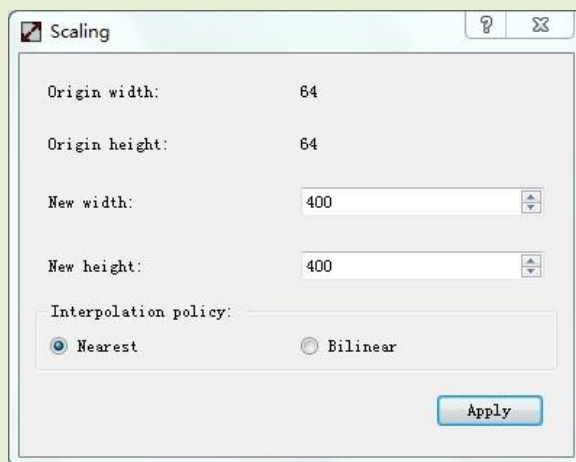 Scaling
Origin width: 64
Origin height: 64
New width: 400
New height: 400
Interpolation policy:
Nearest Bilinear
Apply